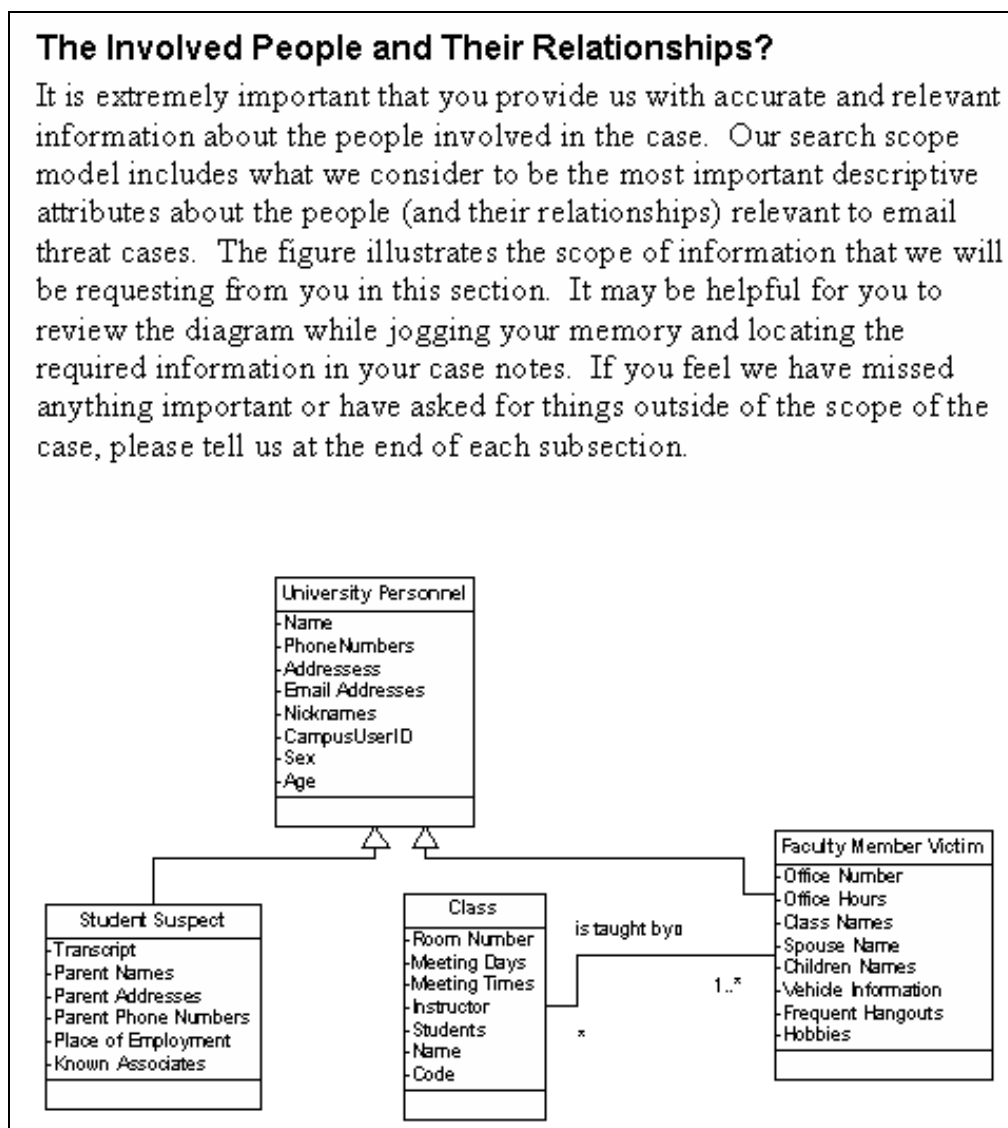 The Involved People and Their Relationships?
It is extremely important that you provide us with accurate and relevant
information about the people involved in the case.  Our search scope
model includes what we consider to be the most important descriptive
attributes about the people (and their relationships) relevant to email
threat cases.  The figure illustrates the scope of information that we will
be requesting from you in this section.  It may be helpful for you to
review the diagram while jogging your memory and locating the
required information in your case notes.  If you feel we have missed
anything important or have asked for things outside of the scope of the
case, please tell us at the end of each subsection.
University Personnel
-Name
-PhoneNumbers
-Addressess
-Email Addresses
-Nicknames
-CampusUserID
-Sex
-Age
Student Suspect
-Transcript
-Parent Names
-Parent Addresses
-Parent Phone Numbers
-Place of Employment
-Known Associates
Class
-Room Number
-Meeting Days
-Meeting Times
-Instructor
-Students
-Name
-Code
is taught by¤
1..*
*
Faculty Member Victim
-Office Number
-Office Hours
-Class Names
-Spouse Name
-Children Names
-Vehicle Information
-Frequent Hangouts
-Hobbies